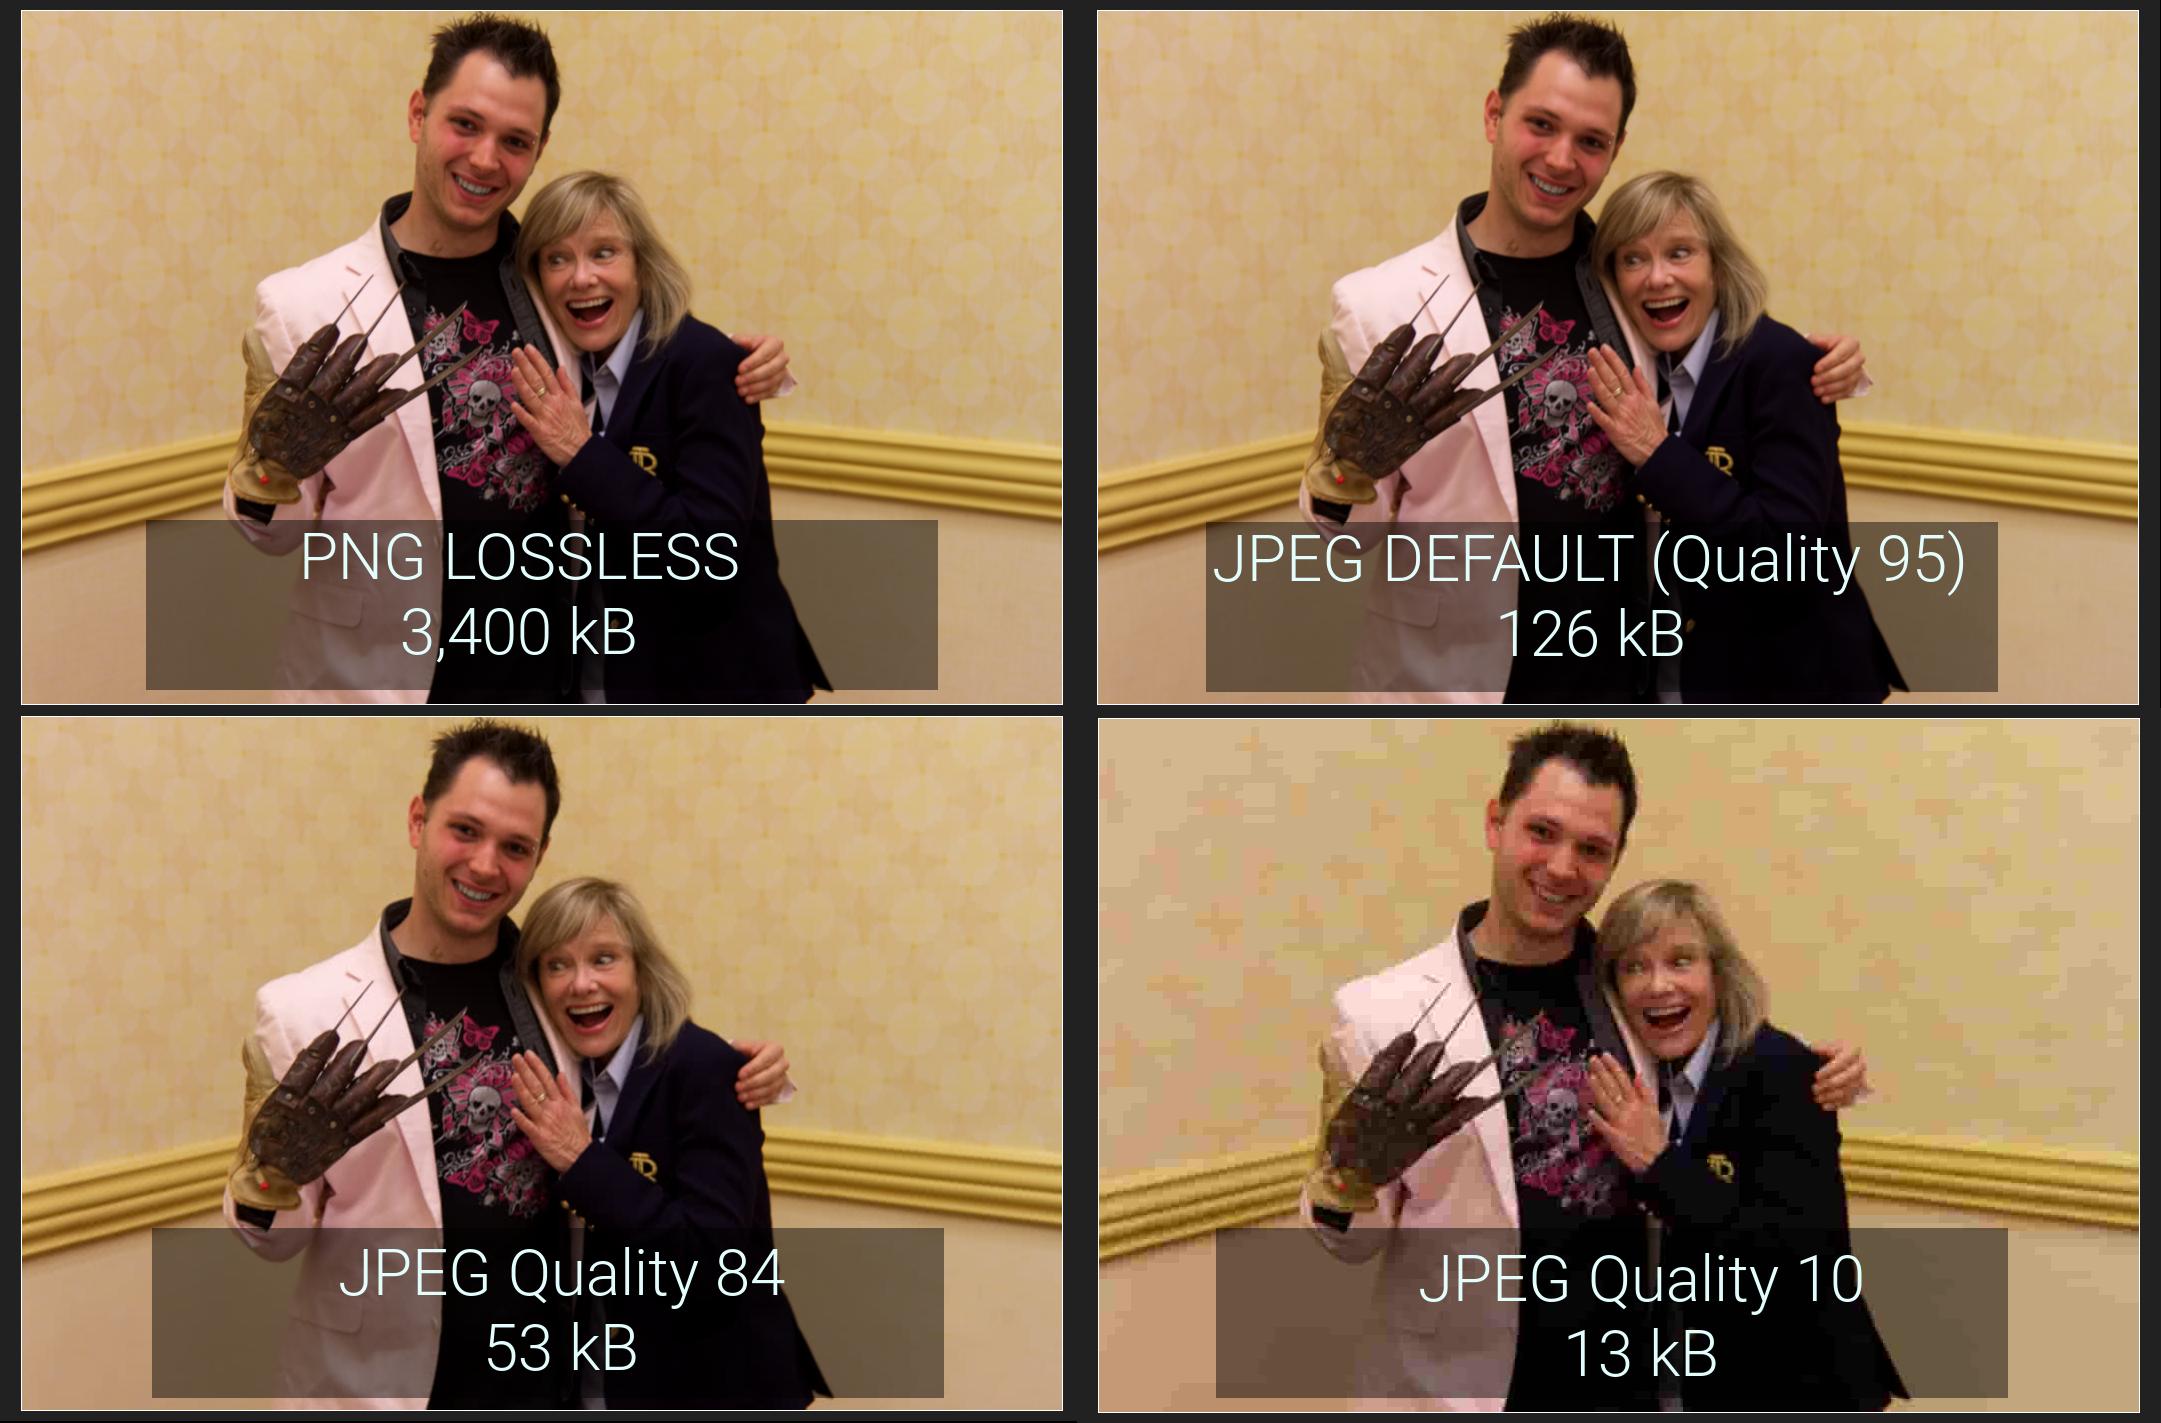 PNG LOSSLESS
3,400 kB
JPEG DEFAULT (Quality 95)
126 kB
JPEG Quality 84
53 kB
JPEG Quality 10
13 kB